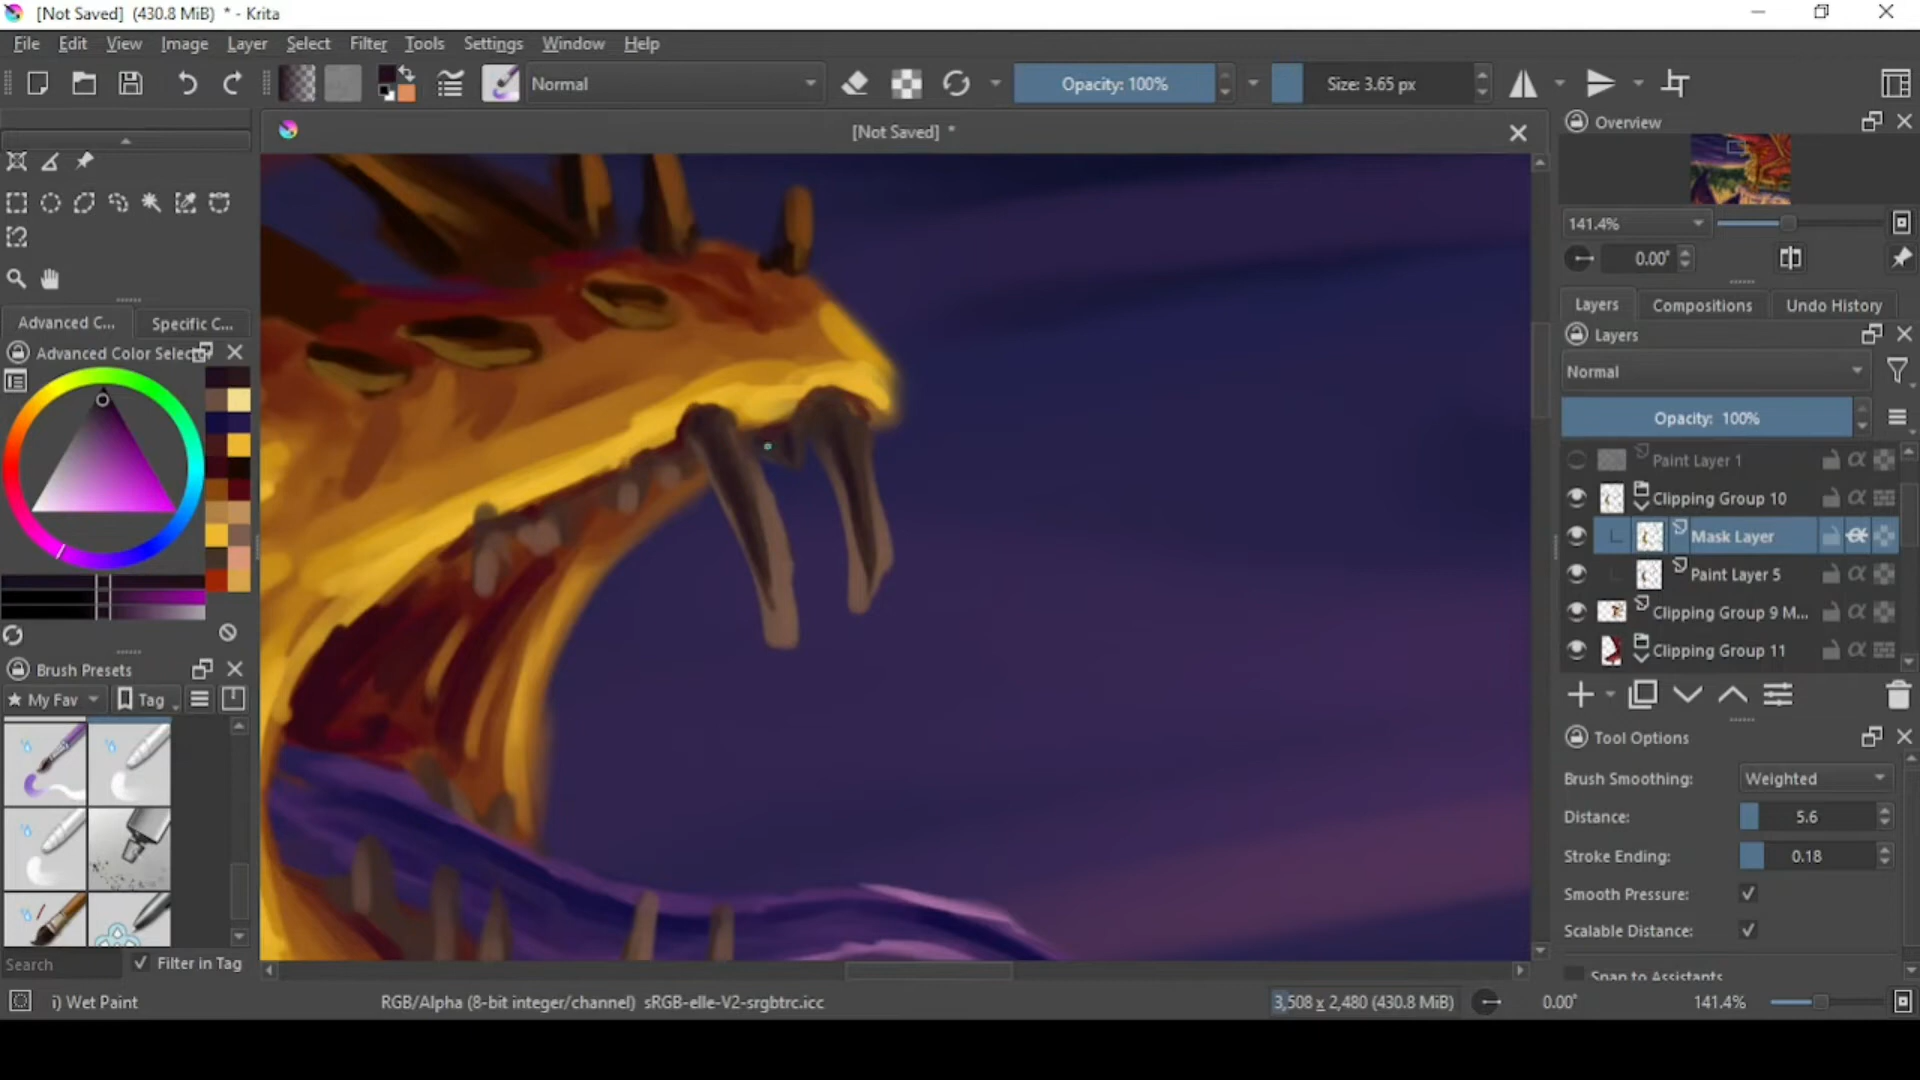 [Not Saved] (430.8 MiB) * - Krita
File Edit View Image Layer Select Filter Tools Settings Window Help
Normal
Opacity: 100%
Size: 3.65 px
[Not Saved] *
Overview
141.4%
0.00°
Layers Compositions Undo History
Layers
Normal
Opacity: 100%
Paint Layer 1
Clipping Group 10
Mask Layer
Paint Layer 5
Clipping Group 9 M...
Clipping Group 11
Tool Options
Brush Smoothing: Weighted
Distance: 5.6
Stroke Ending: 0.18
Smooth Pressure:
Scalable Distance:
Snap to Assistants
Advanced C... Specific C...
Advanced Color Selec
Brush Presets
My Fav Tag
Search Filter in Tag
i) Wet Paint RGB/Alpha (8-bit integer/channel) sRGB-elle-V2-srgbtrc.icc 3,508 x 2,480 (430.8 MiB) 0.00° 141.4%